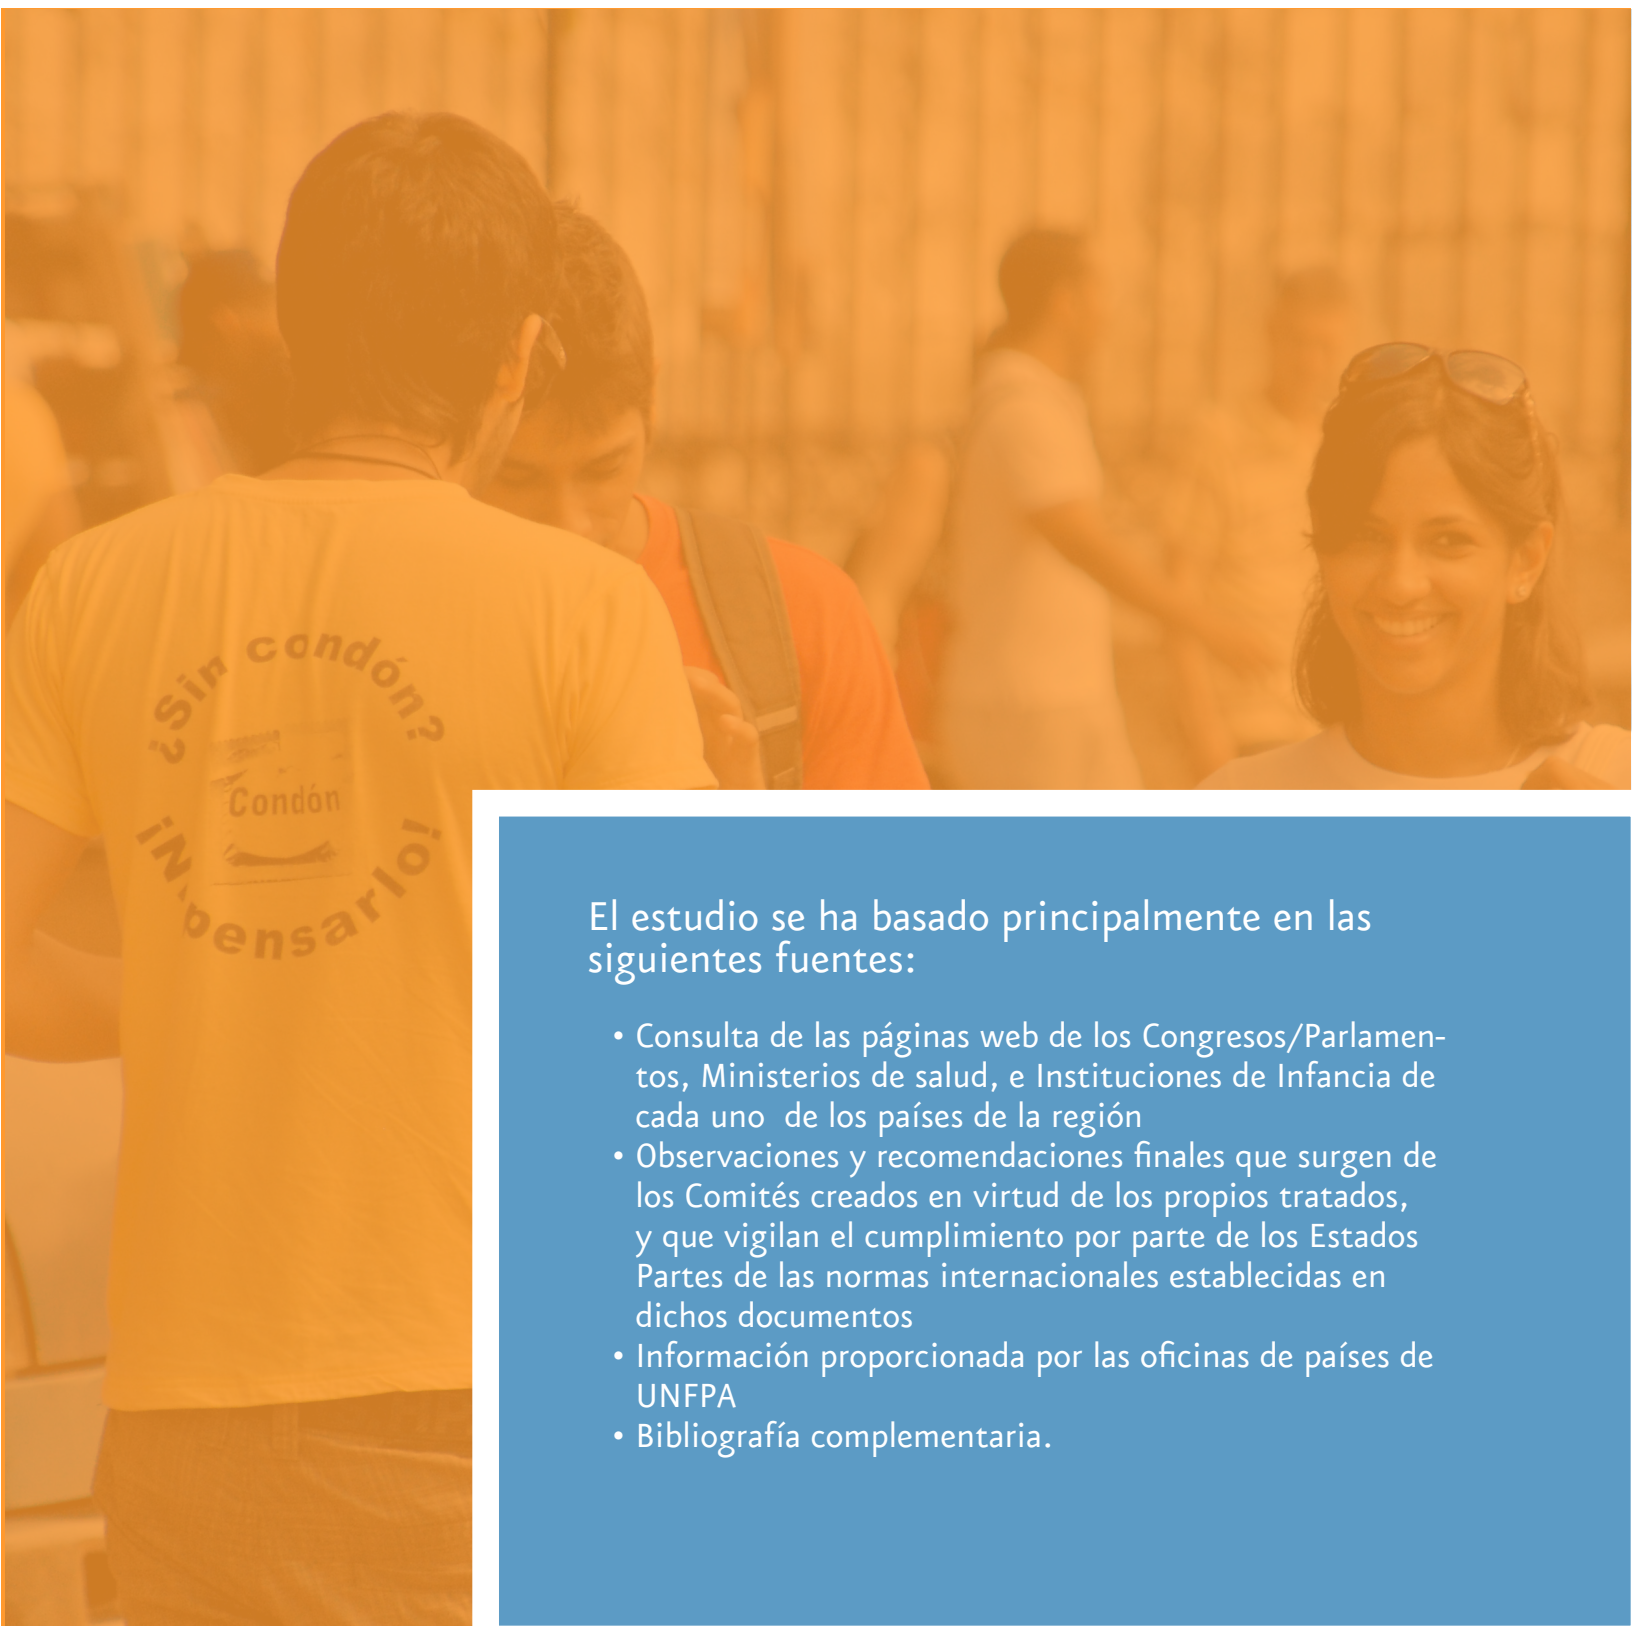 ¿Sin condón?
Condón
pensarlo!
El estudio se ha basado principalmente en las
siguientes fuentes:
• Consulta de las páginas web de los Congresos/Parlamen-
tos, Ministerios de salud, e Instituciones de Infancia de
cada uno de los países de la región
• Observaciones y recomendaciones finales que surgen de
los Comités creados en virtud de los propios tratados,
y que vigilan el cumplimiento por parte de los Estados
Partes de las normas internacionales establecidas en
dichos documentos
• Información proporcionada por las oficinas de países de
UNFPA
• Bibliografía complementaria.